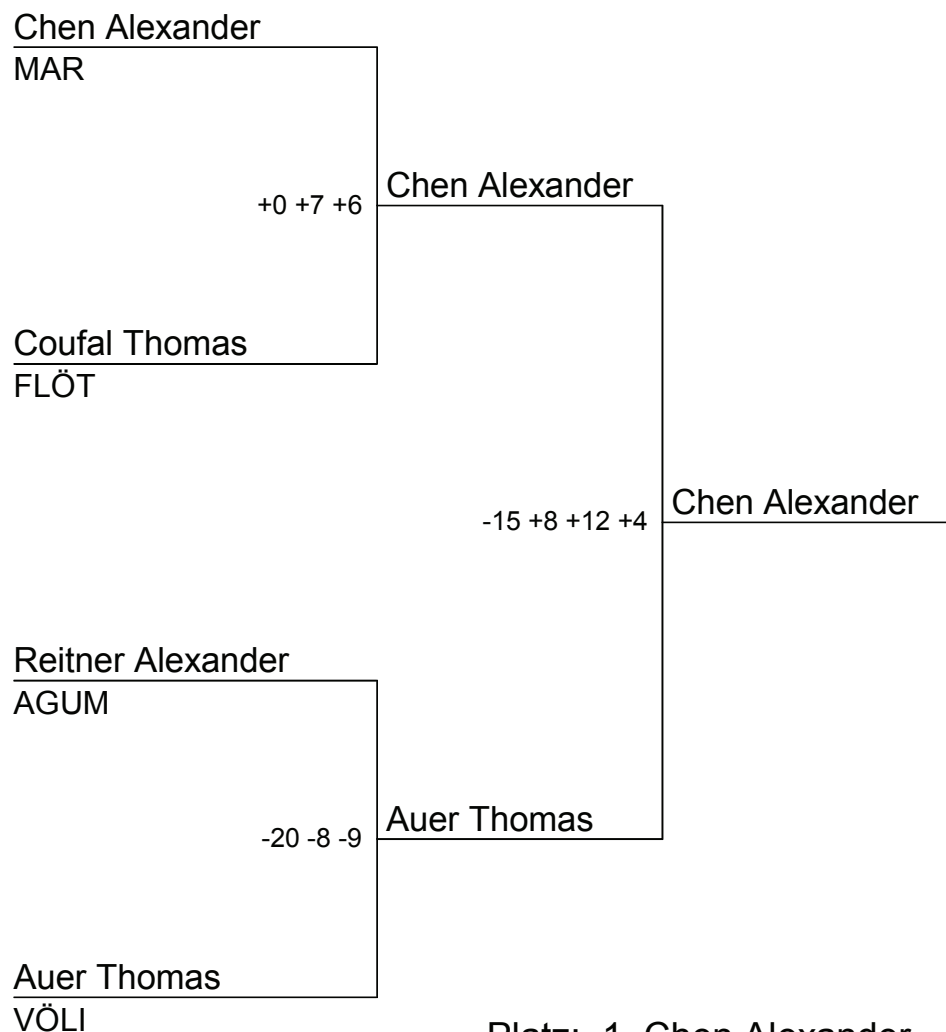 Chen Alexander
MAR
Chen Alexander
+0 +7 +6
Coufal Thomas
FLÖT
Chen Alexander
-15 +8 +12 +4
Reitner Alexander
AGUM
Auer Thomas
-20 -8 -9
Auer Thomas
VÖLI
Platz: 1. Chen Alexander